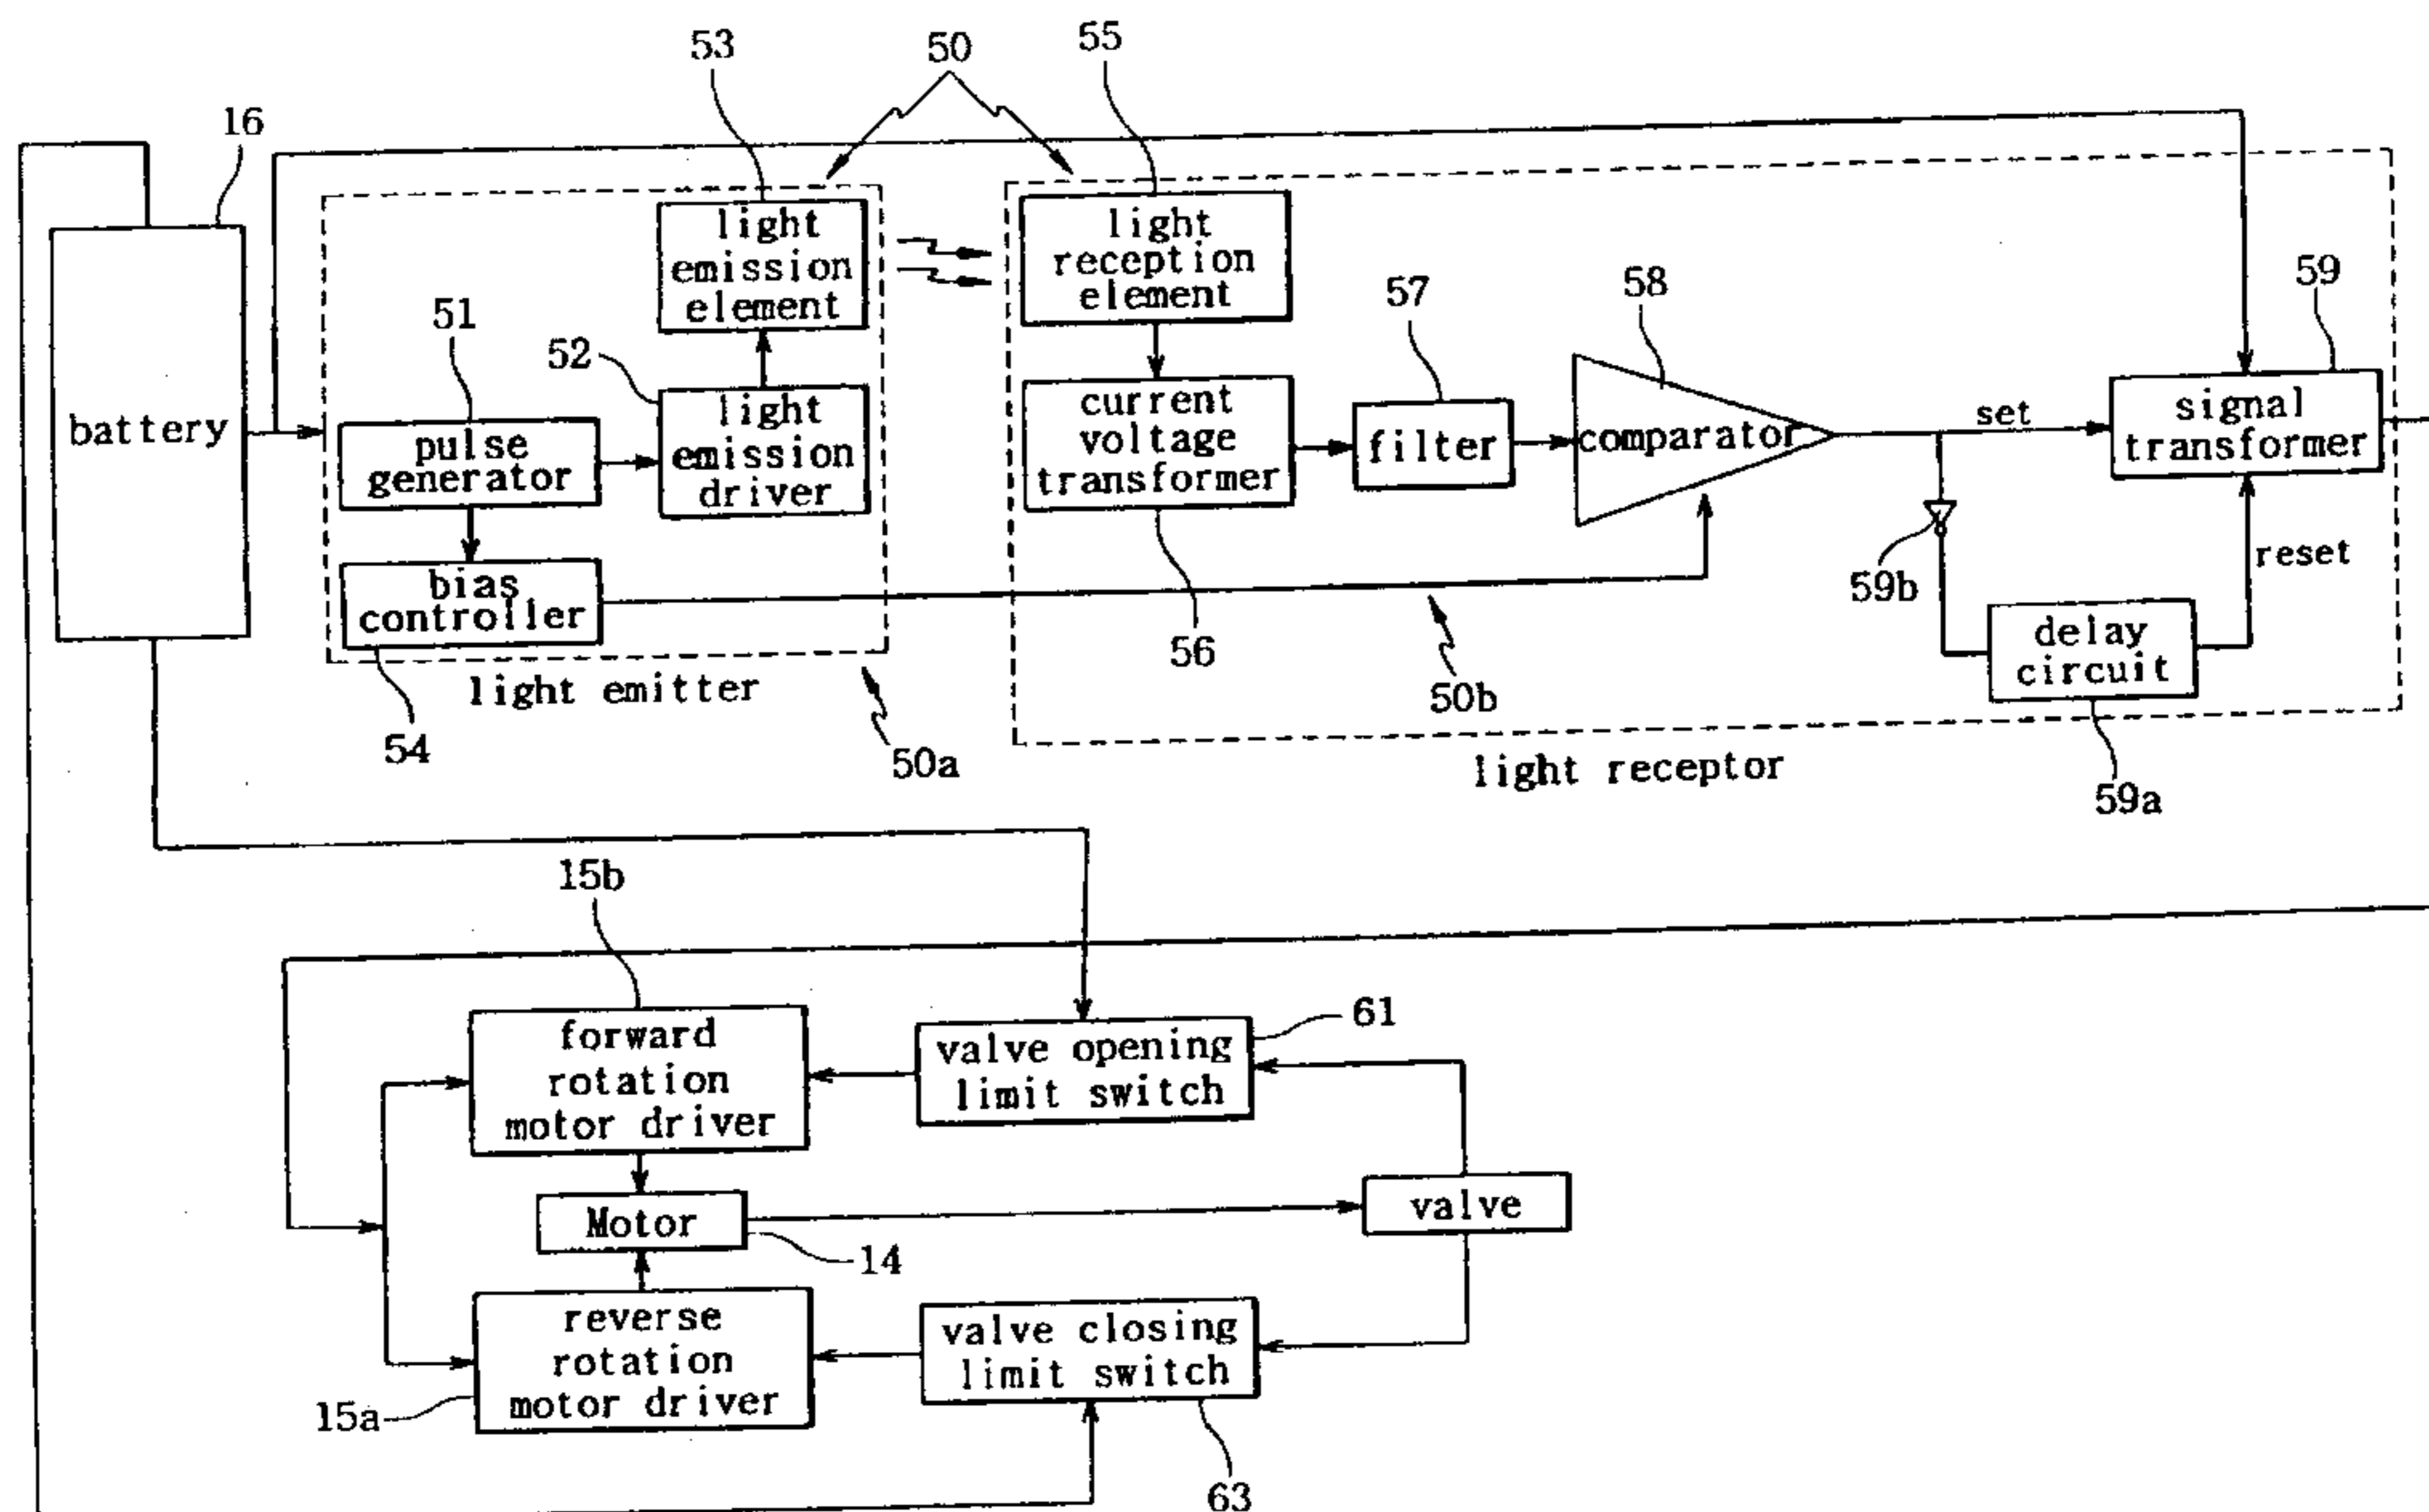 53
50
55
16
light
emission
element
light
reception
element
51
52
57
58
59
battery
pulse
generator
light
emission
driver
current
voltage
transformer
filter
comparator
set
signal
transformer
59b
reset
bias
controller
56
delay
circuit
54
light emitter
50a
50b
light receptor
59a
15b
forward
rotation
motor driver
valve opening
limit switch
61
Motor
14
valve
reverse
rotation
motor driver
15a
valve closing
limit switch
63